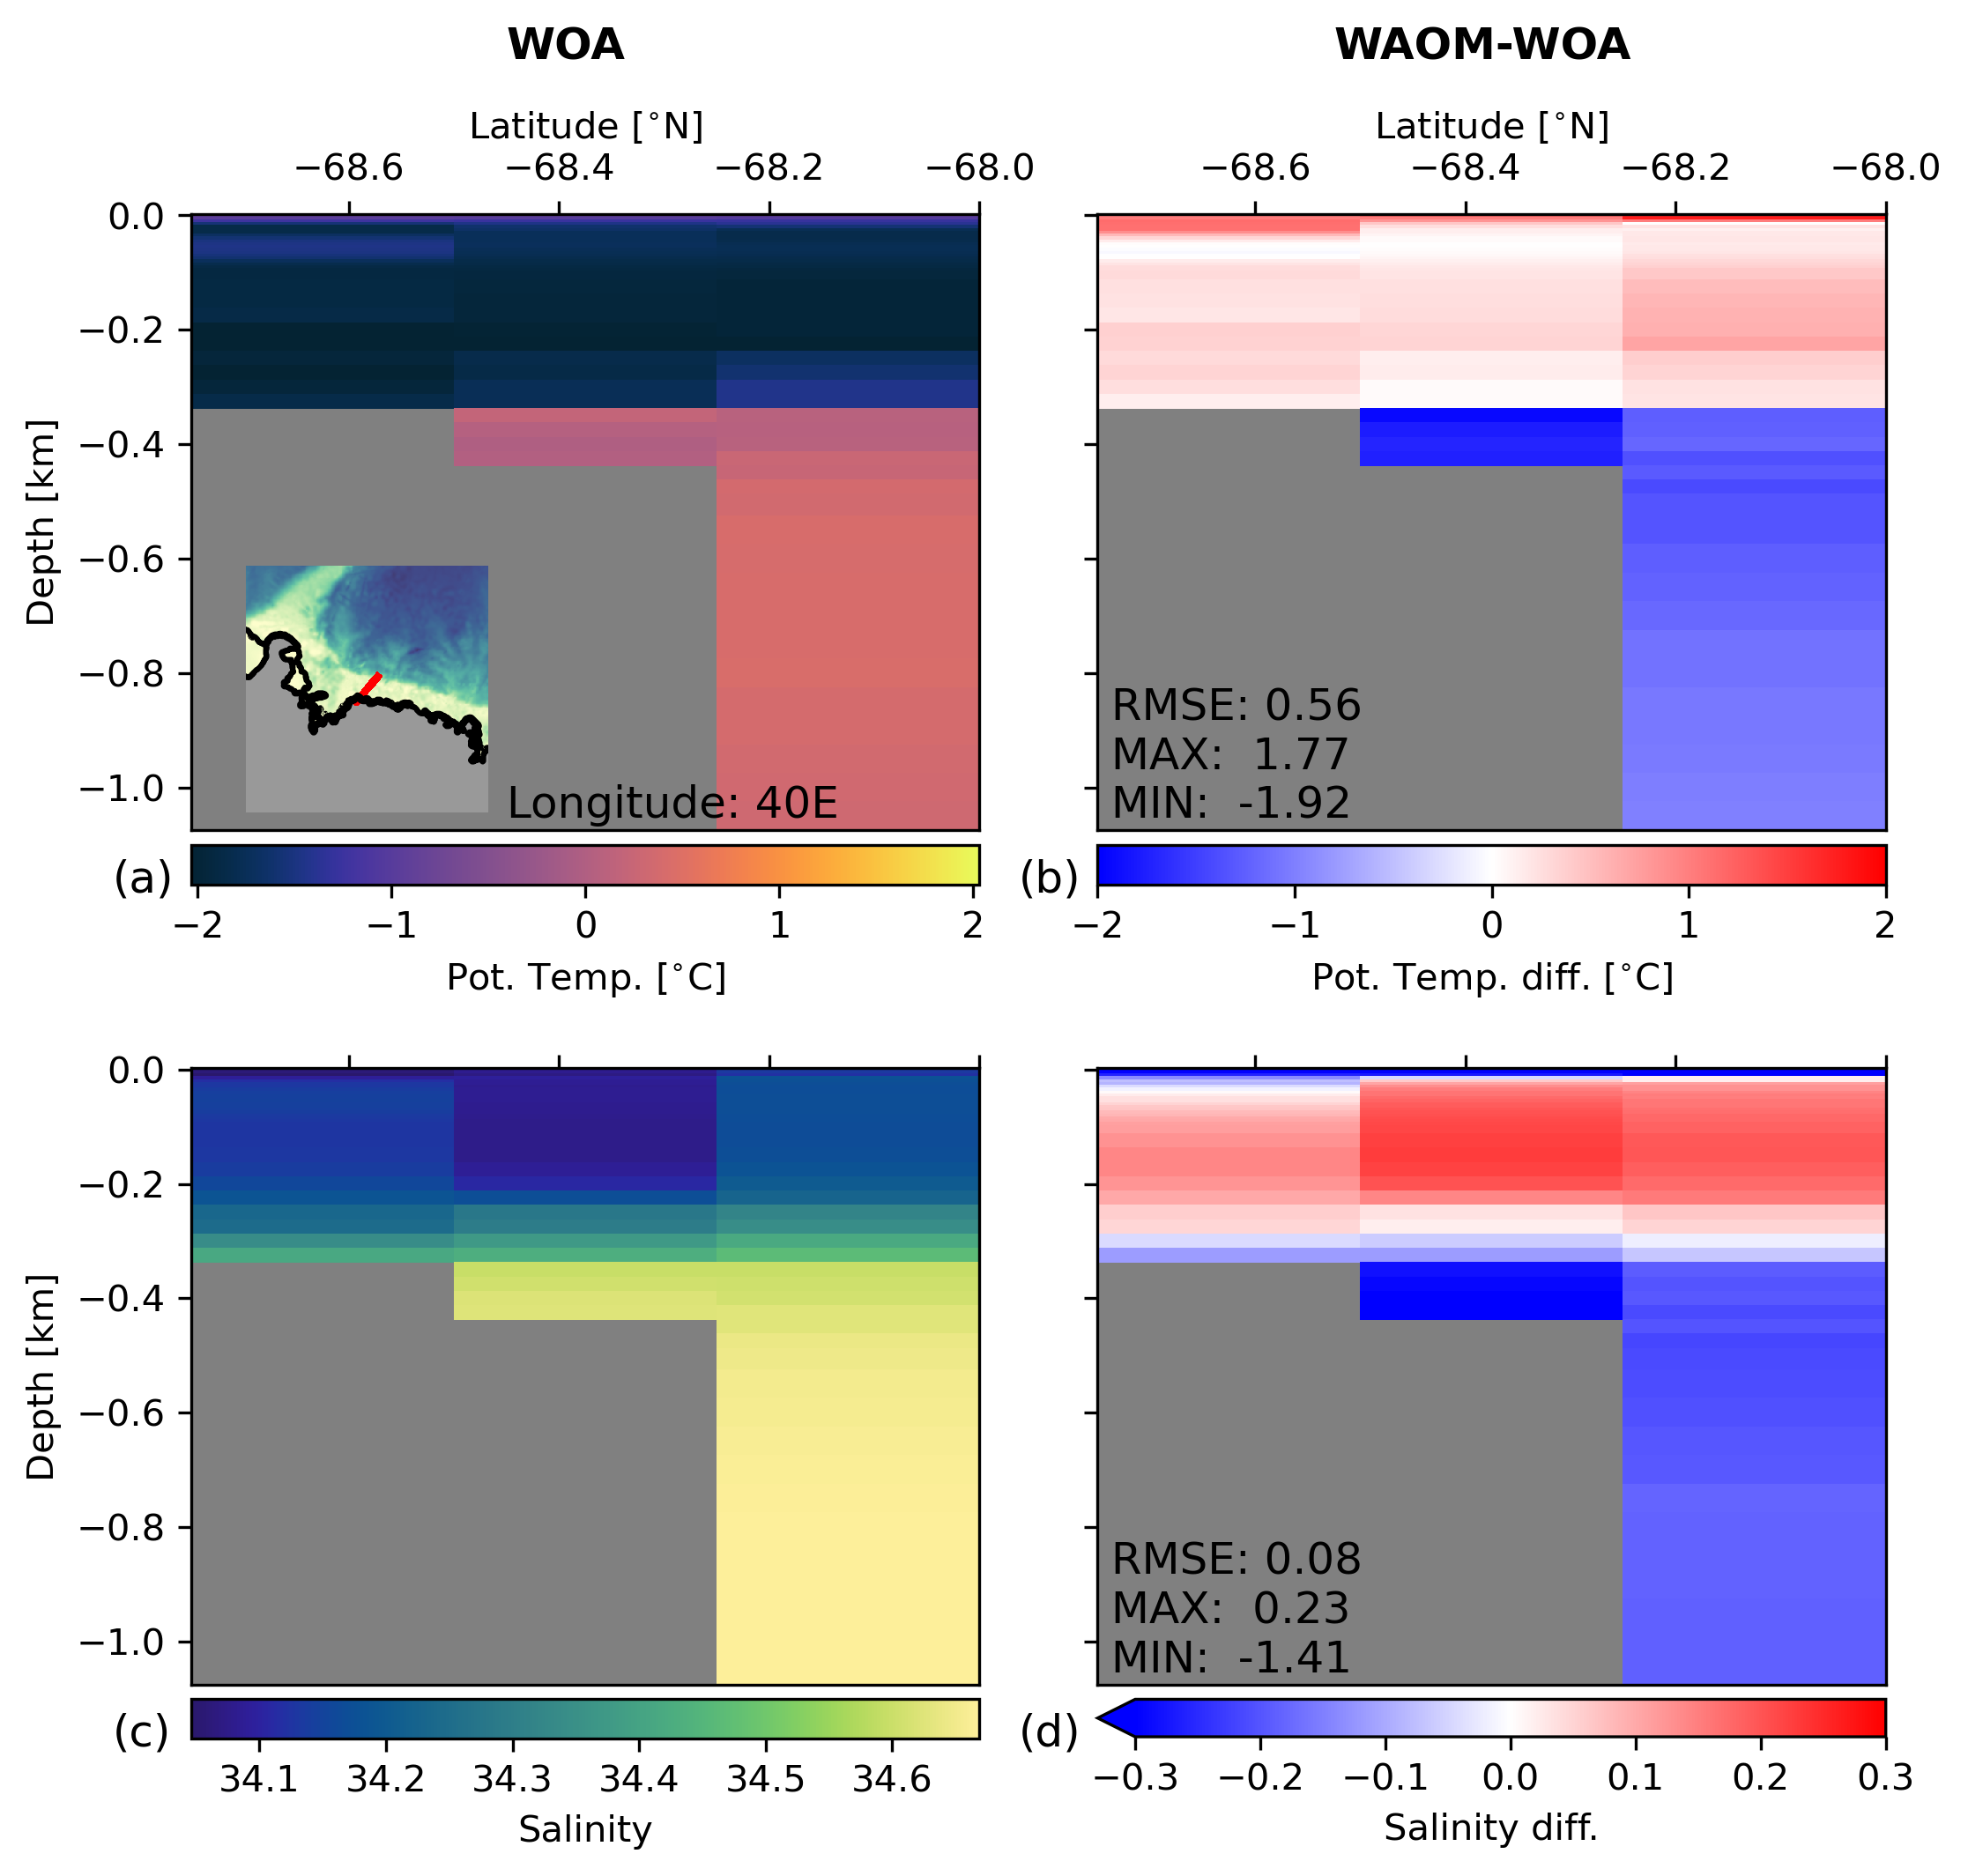 WOA
WAOM-WOA
Latitude [°N]
Latitude [°N]
−68.6 −68.4 −68.2 −68.0
−68.6 −68.4 −68.2 −68.0
0.0
−0.2
−0.4
−0.6
−0.8
−1.0
Depth [km]
Longitude: 40E
RMSE: 0.56
MAX: 1.77
MIN: -1.92
(a)
−2 −1 0 1 2
Pot. Temp. [°C]
(b)
−2 −1 0 1 2
Pot. Temp. diff. [°C]
0.0
−0.2
−0.4
−0.6
−0.8
−1.0
Depth [km]
RMSE: 0.08
MAX: 0.23
MIN: -1.41
(c)
34.1 34.2 34.3 34.4 34.5 34.6
Salinity
(d)
−0.3 −0.2 −0.1 0.0 0.1 0.2 0.3
Salinity diff.